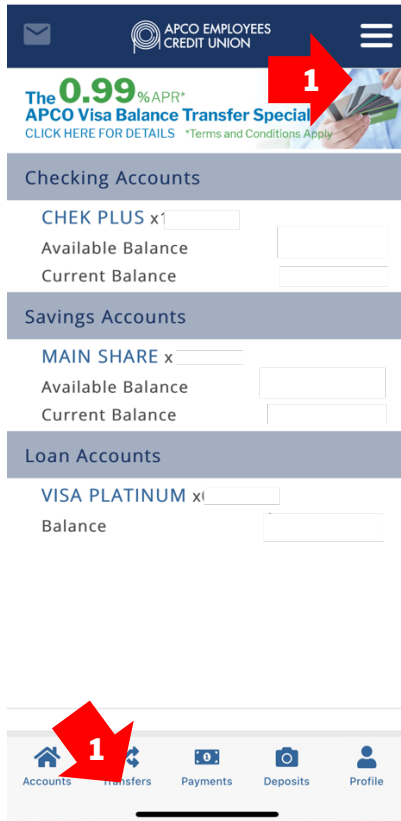 APCO EMPLOYEES
CREDIT UNION
1
The 0.99%APR*
APCO Visa Balance Transfer Special
CLICK HERE FOR DETAILS *Terms and Conditions Apply
Checking Accounts
CHEK PLUS x1
Available Balance
Current Balance
Savings Accounts
MAIN SHARE x
Available Balance
Current Balance
Loan Accounts
VISA PLATINUM x
Balance
1
Accounts Transfers Payments Deposits Profile